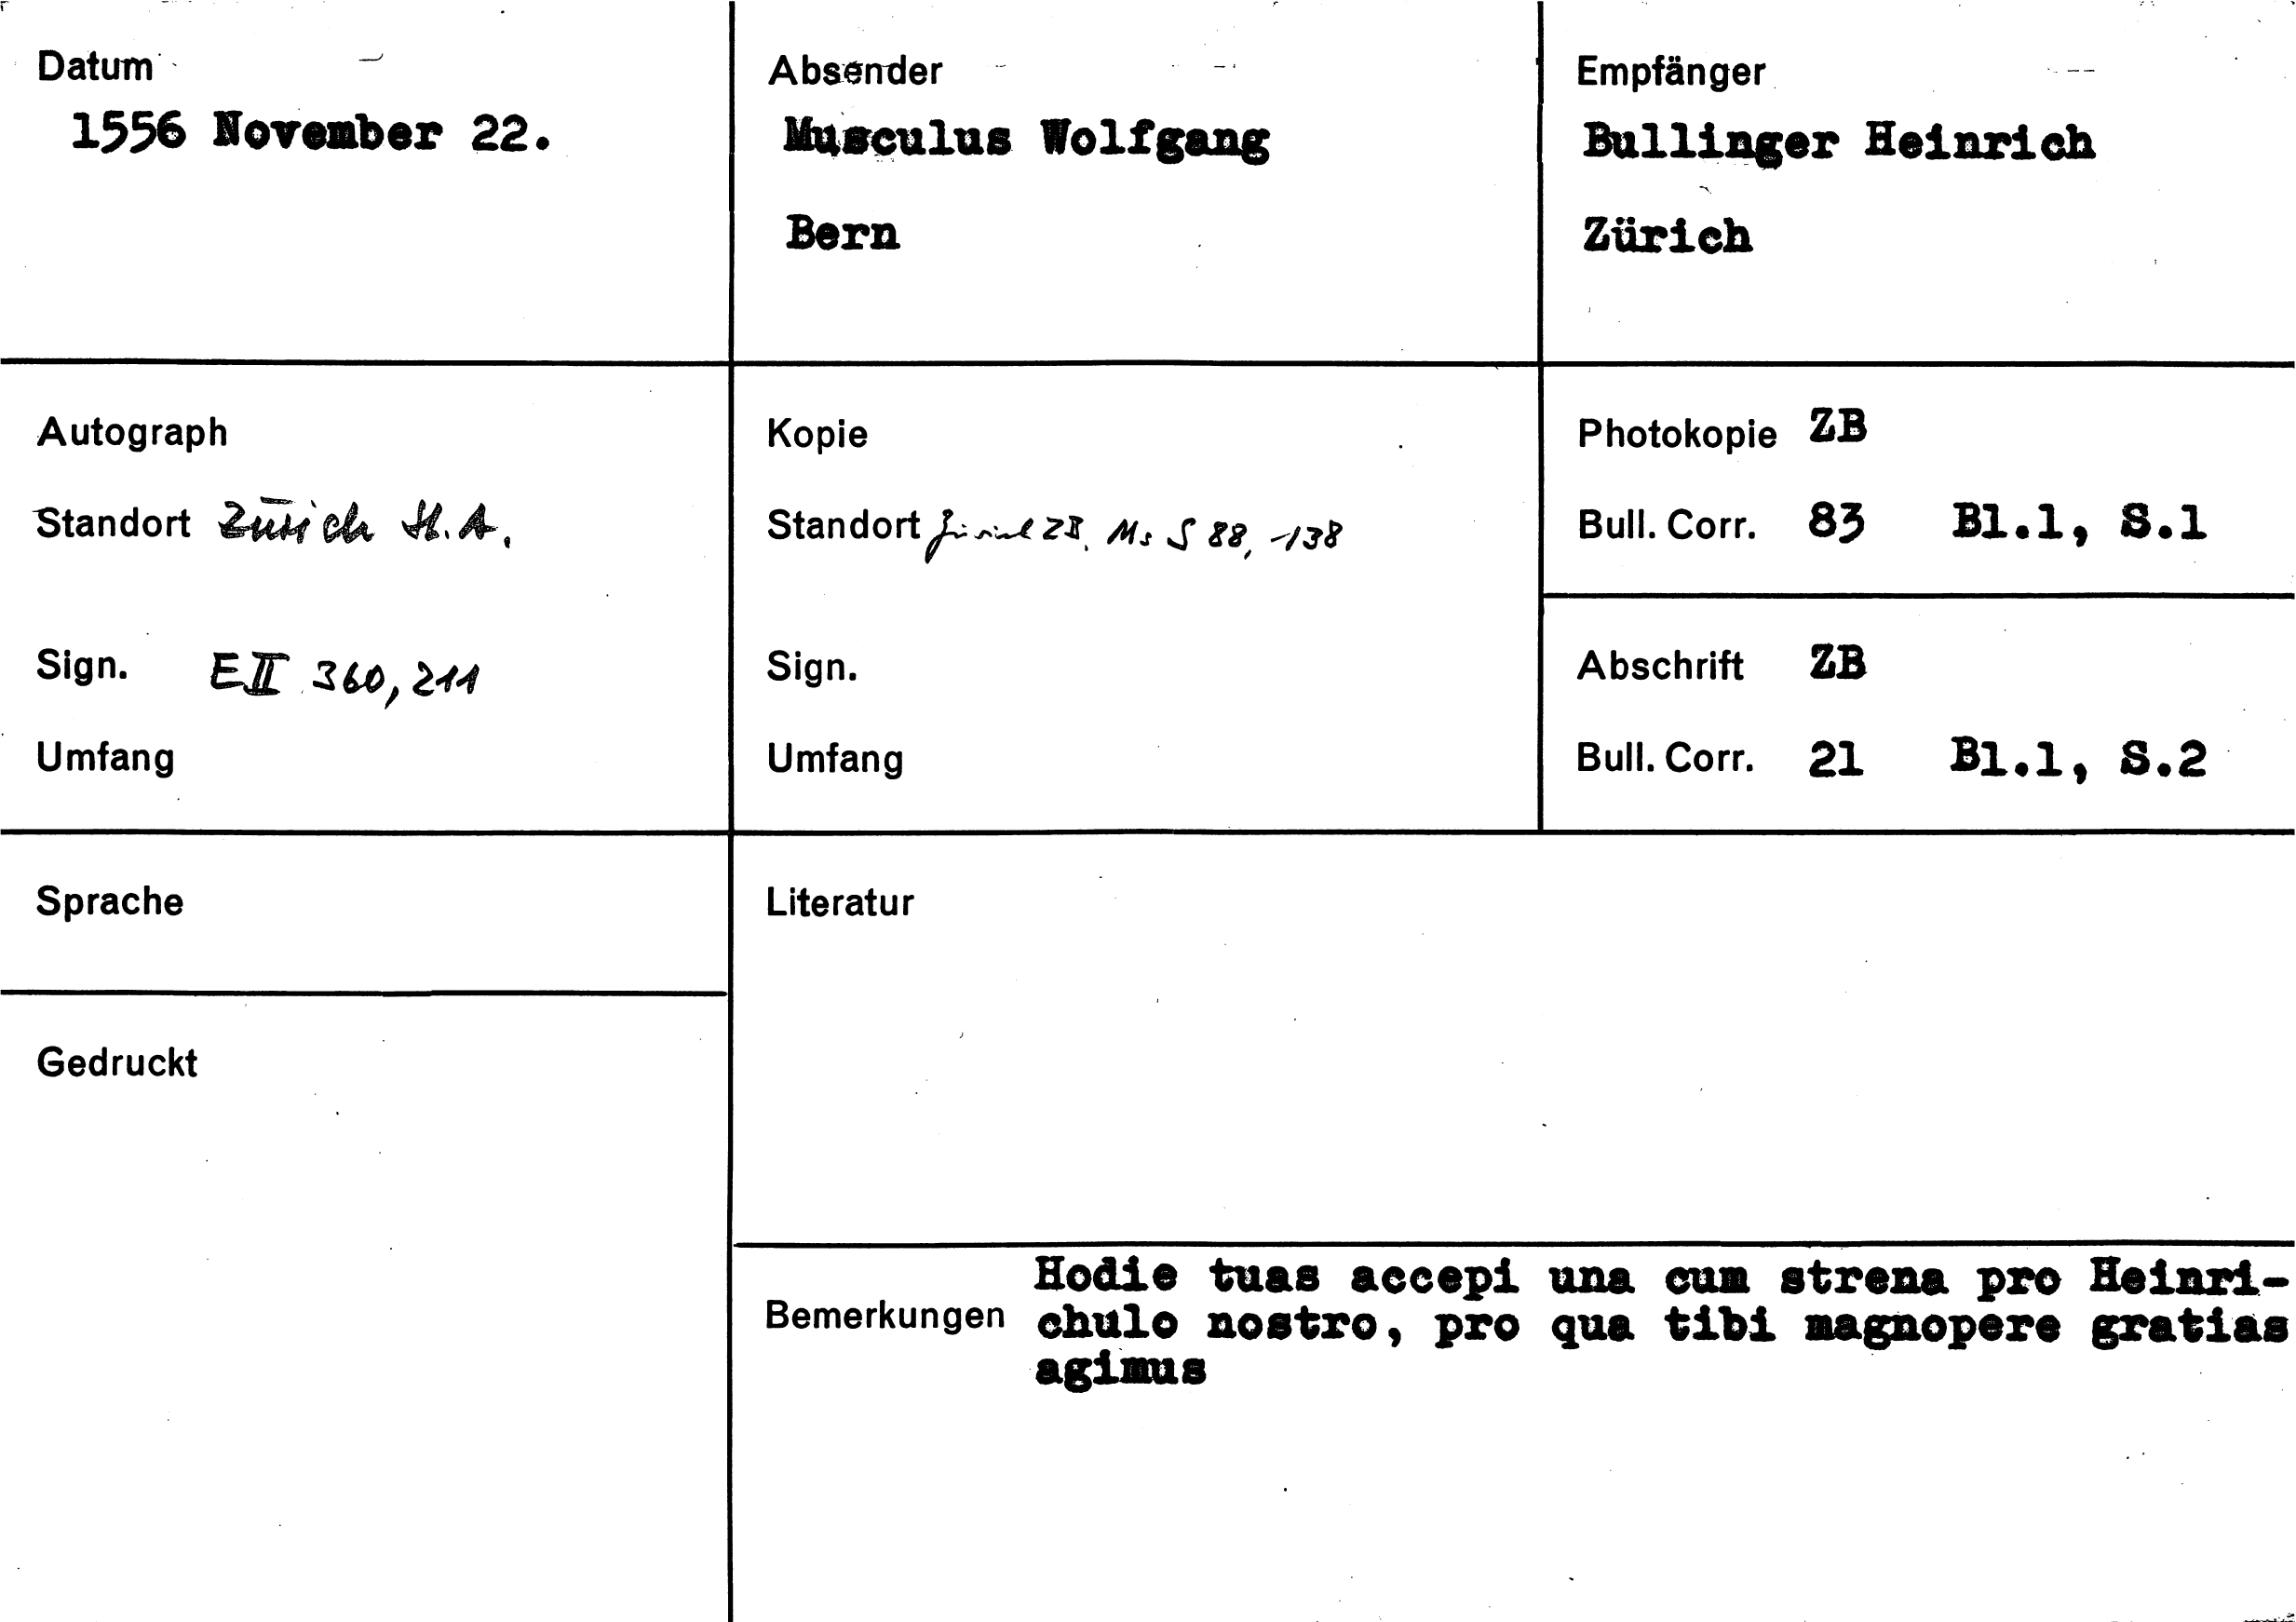 Datum
1556 November 22.
Absender
Musculus Wolfgang
Bern
Empfänger
Bullinger Heinrich
Zürich
Autograph
Standort Zürich St.A.
Sign. E II 360, 211
Umfang
Kopie
Standort Zürich ZB, Ms S 88, 138
Sign.
Umfang
Photokopie ZB
Bull. Corr. 83 Bl.1, S.1
Abschrift ZB
Bull. Corr. 21 Bl.1, S.2
Sprache
Gedruckt
Literatur
Bemerkungen
Hodie tuas accepi una cum strena pro Heinri-
chulo nostro, pro qua tibi magnopere gratias
agimus